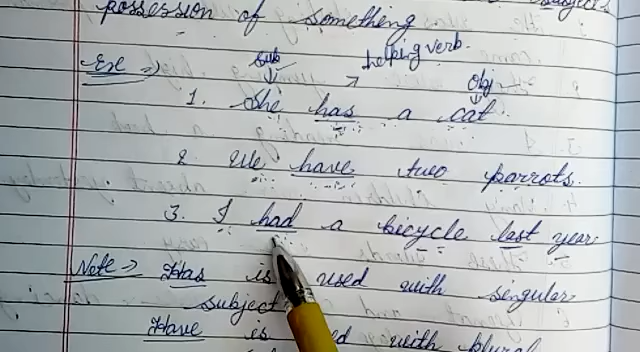 possession of something
sub helping verb.
Ex => obj
1. She has a cat.
2. We have two parrots.
3. I had a bicycle last year.
Note => Has is used with singular
subject
Have is with plural